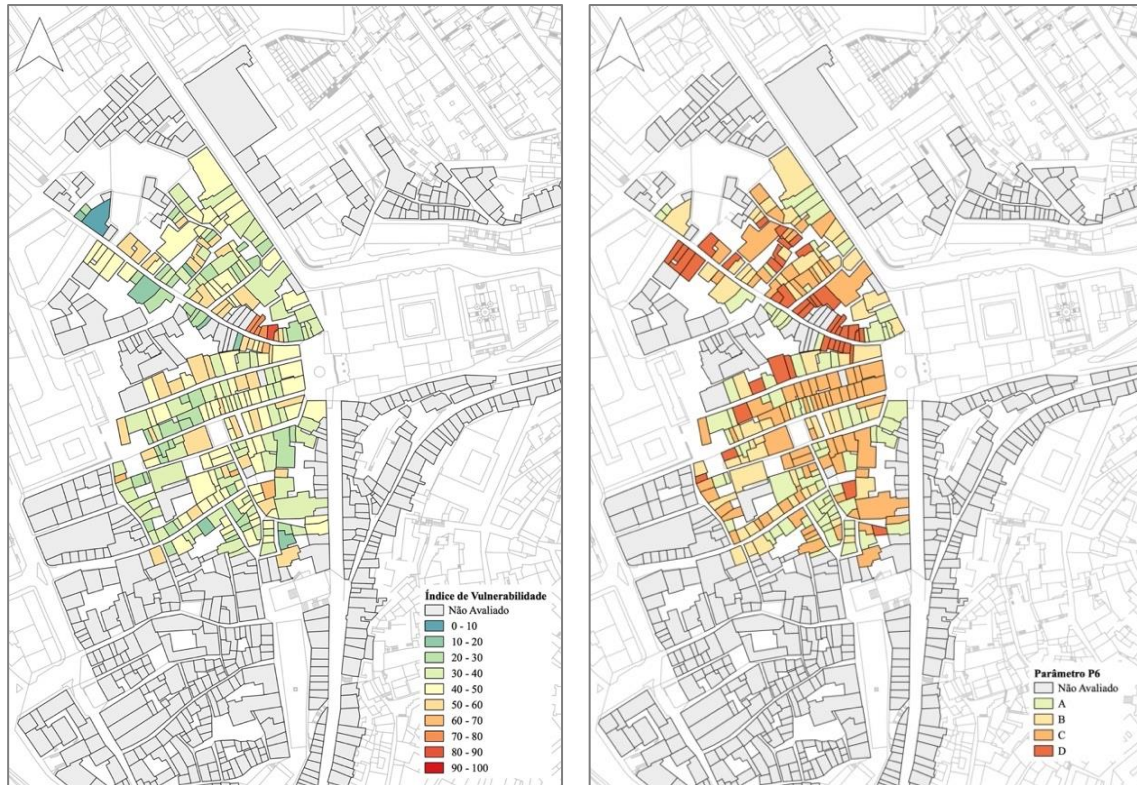 Índice de Vulnerabilidade
Não Avaliado
0 - 10
10 - 20
20 - 30
30 - 40
40 - 50
50 - 60
60 - 70
70 - 80
80 - 90
90 - 100
Parâmetro P6
Não Avaliado
A
B
C
D